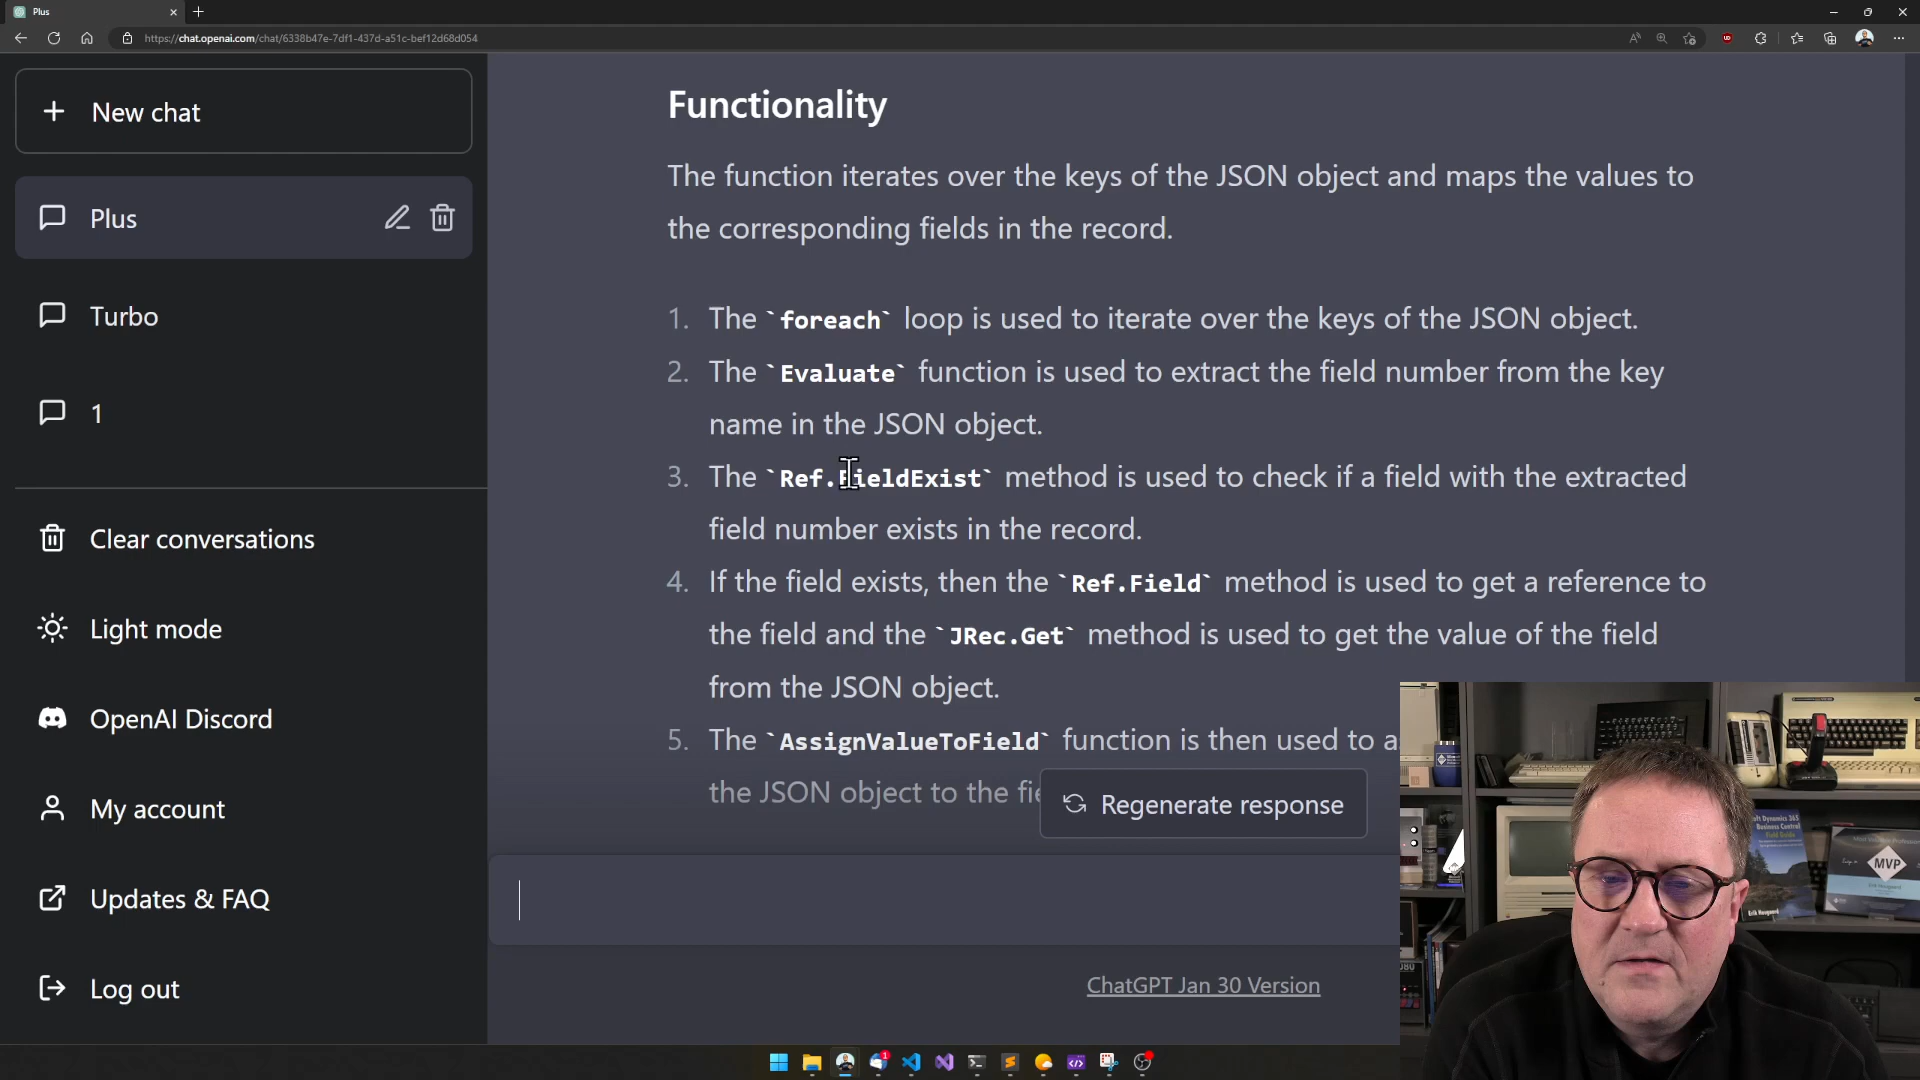 Plus
https://chat.openai.com/chat/6338b47e-7df1-437d-a51c-bef12d68d054
New chat
Plus
Turbo
1
Clear conversations
Light mode
OpenAI Discord
My account
Updates & FAQ
Log out
Functionality
The function iterates over the keys of the JSON object and maps the values to
the corresponding fields in the record.
1. The `foreach` loop is used to iterate over the keys of the JSON object.
2. The `Evaluate` function is used to extract the field number from the key
name in the JSON object.
3. The `Ref.FieldExist` method is used to check if a field with the extracted
field number exists in the record.
4. If the field exists, then the `Ref.Field` method is used to get a reference to
the field and the `JRec.Get` method is used to get the value of the field
from the JSON object.
5. The `AssignValueToField` function is then used to a
the JSON object to the fie
Regenerate response
ChatGPT Jan 30 Version
Dynamics 365
Business Central
Field Guide
MVP
Erik Hougaard